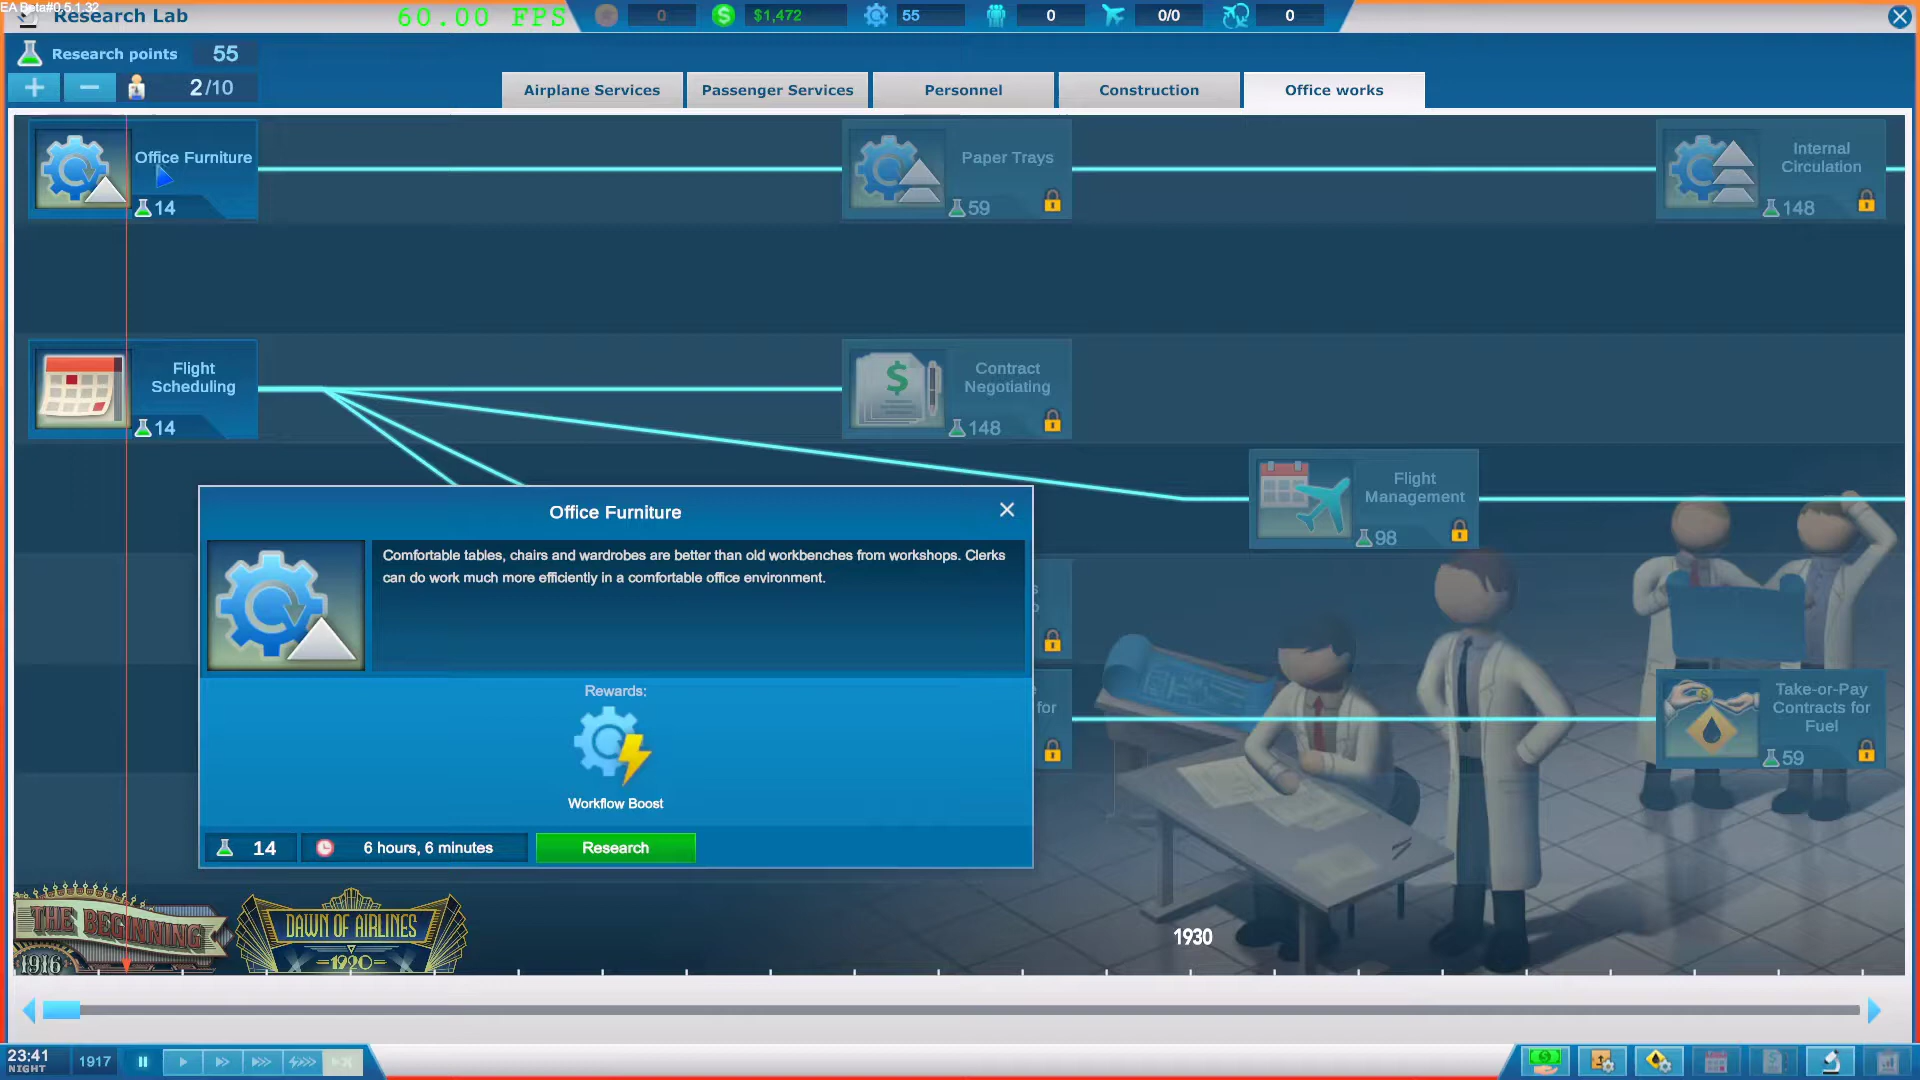 EA Beta#0.5.1.32
Research Lab
60.00 FPS
0
$1,472
55
0
0/0
0
Research points 55
2/10
Airplane Services
Passenger Services
Personnel
Construction
Office works
Office Furniture
14
Paper Trays
59
Internal
Circulation
148
Flight
Scheduling
14
Contract
Negotiating
148
Flight
Management
98
for
Take-or-Pay
Contracts for
Fuel
59
Office Furniture
Comfortable tables, chairs and wardrobes are better than old workbenches from workshops. Clerks
can do work much more efficiently in a comfortable office environment.
Rewards:
Workflow Boost
14
6 hours, 6 minutes
Research
THE BEGINNING
1916
DAWN OF AIRLINES
1920
1930
23:41
NIGHT
1917